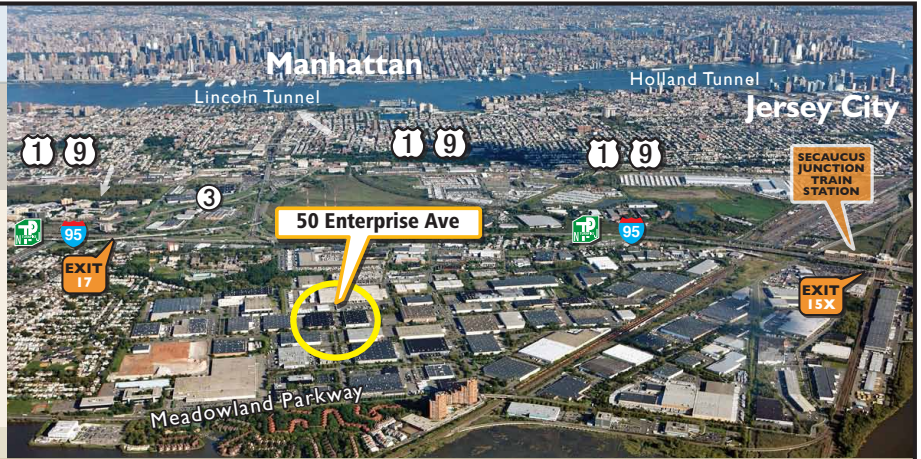 Manhattan
Lincoln Tunnel
Holland Tunnel
Jersey City
1 9
1 9
1 9
SECAUCUS
JUNCTION
TRAIN
STATION
3
50 Enterprise Ave
95
95
EXIT
17
EXIT
15X
Meadowland Parkway